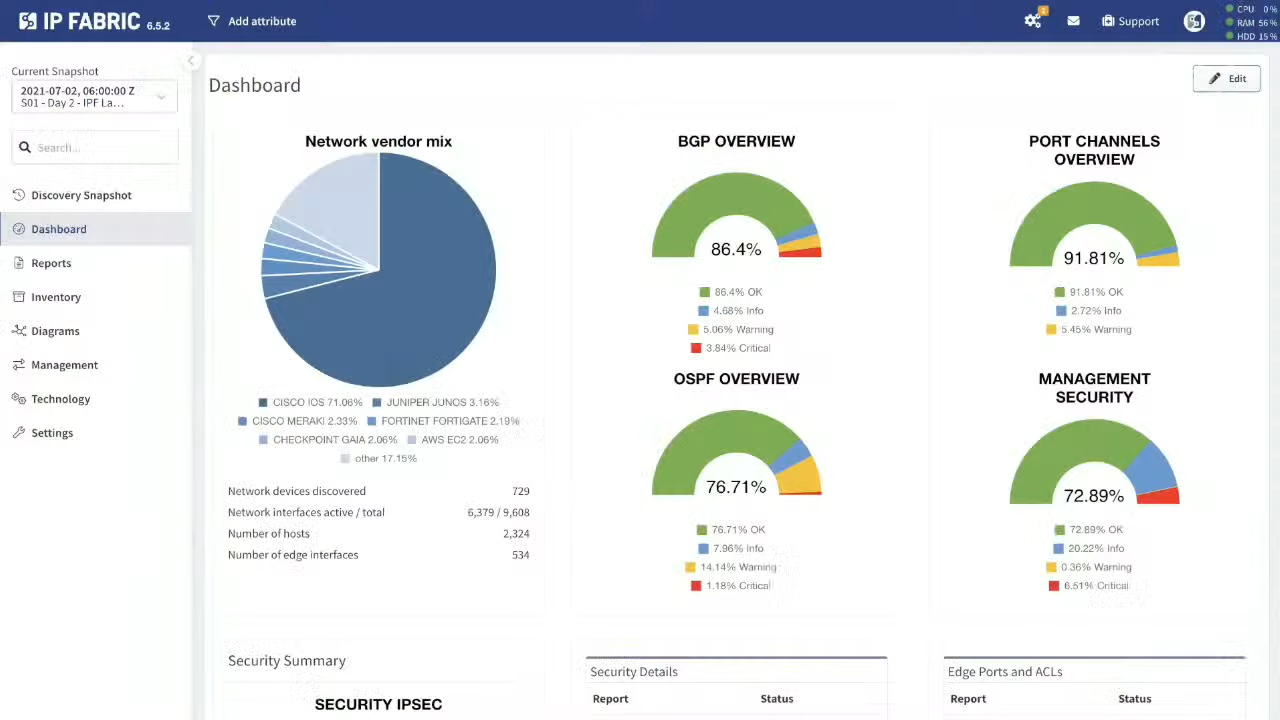 IP FABRIC 6.5.2
Add attribute
2
Support
CPU 0%
RAM 56%
HDD 15%
Current Snapshot
2021-07-02, 06:00:00 Z
S01 - Day 2 - IPF La...
Search...
Discovery Snapshot
Dashboard
Reports
Inventory
Diagrams
Management
Technology
Settings
Dashboard
Edit
Network vendor mix
CISCO IOS 71.06% JUNIPER JUNOS 3.16%
CISCO MERAKI 2.33% FORTINET FORTIGATE 2.19%
CHECKPOINT GAIA 2.06% AWS EC2 2.06%
other 17.15%
Network devices discovered 729
Network interfaces active / total 6,379 / 9,608
Number of hosts 2,324
Number of edge interfaces 534
BGP OVERVIEW
86.4%
86.4% OK
4.68% Info
5.06% Warning
3.84% Critical
OSPF OVERVIEW
76.71%
76.71% OK
7.96% Info
14.14% Warning
1.18% Critical
PORT CHANNELS
OVERVIEW
91.81%
91.81% OK
2.72% Info
5.45% Warning
MANAGEMENT
SECURITY
72.89%
72.89% OK
20.22% Info
0.36% Warning
6.51% Critical
Security Summary
SECURITY IPSEC
Security Details
Report Status
Edge Ports and ACLs
Report Status